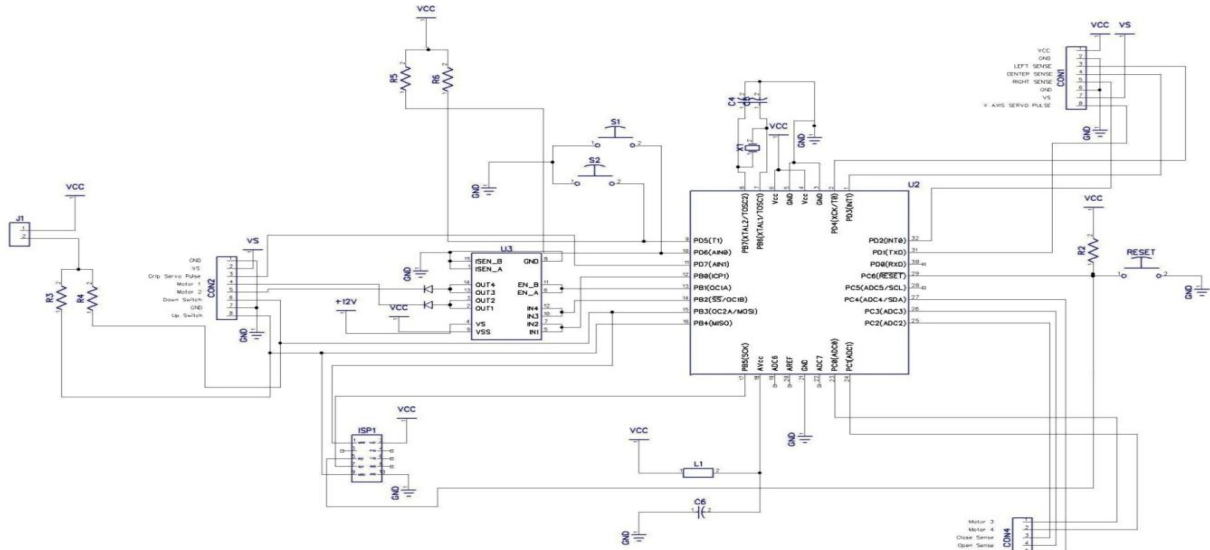 VCC
R5
R6
S1
S2
GND
VCC
J1
1
2
R3
R4
VS
GND
VS
Grip Servo Pulse
Motor 1
Motor 2
Down Switch
GND
Up Switch
CON2
GND
+12V
VCC
GND
U3
ISEN_B
ISEN_A
OUT4
OUT3
OUT2
OUT1
VS
VSS
GND
EN_B
EN_A
IN4
IN3
IN2
IN1
C4
X1
VCC
GND
PB7(XTAL2/TOSC2)
PB6(XTAL1/TOSC1)
Vcc
GND
Vcc
GND
PD4(XCK/T0)
PD3(INT1)
U2
PD5(T1)
PD6(AIN0)
PD7(AIN1)
PB0(ICP1)
PB1(OC1A)
PB2(SS/OC1B)
PB3(OC2A/MOSI)
PB4(MISO)
PD2(INT0)
PD1(TXD)
PD0(RXD)
PC6(RESET)
PC5(ADC5/SCL)
PC4(ADC4/SDA)
PC3(ADC3)
PC2(ADC2)
PB5(SCK)
AVcc
ADC6
AREF
GND
ADC7
PC0(ADC0)
PC1(ADC1)
GND
VCC
VS
VCC
GND
LEFT SENSE
CENTER SENSE
RIGHT SENSE
GND
VS
CON1
GND
VCC
R2
RESET
GND
ISP1
VCC
GND
VCC
L1
C6
GND
Motor 3
Motor 4
Close Sense
Open Sense
CON4